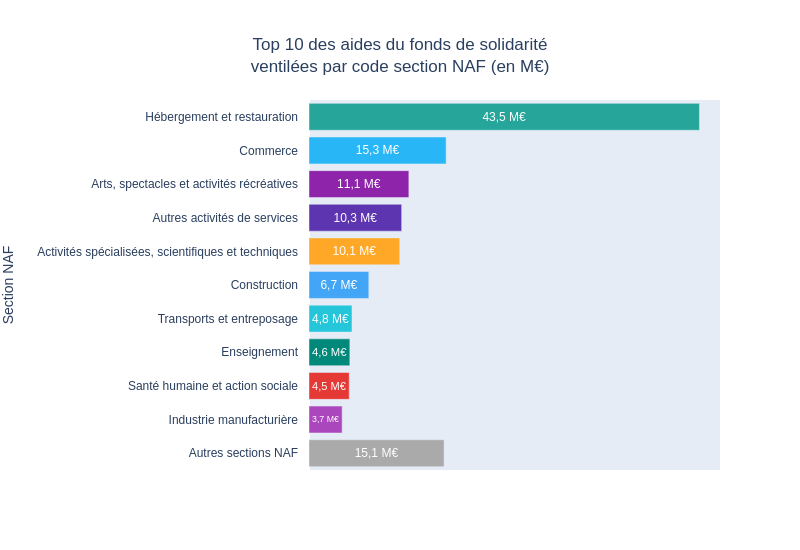 Top 10 des aides du fonds de solidarité
ventilées par code section NAF (en M€)
Section NAF
Hébergement et restauration 43,5 M€
Commerce 15,3 M€
Arts, spectacles et activités récréatives 11,1 M€
Autres activités de services 10,3 M€
Activités spécialisées, scientifiques et techniques 10,1 M€
Construction 6,7 M€
Transports et entreposage 4,8 M€
Enseignement 4,6 M€
Santé humaine et action sociale 4,5 M€
Industrie manufacturière 3,7 M€
Autres sections NAF 15,1 M€